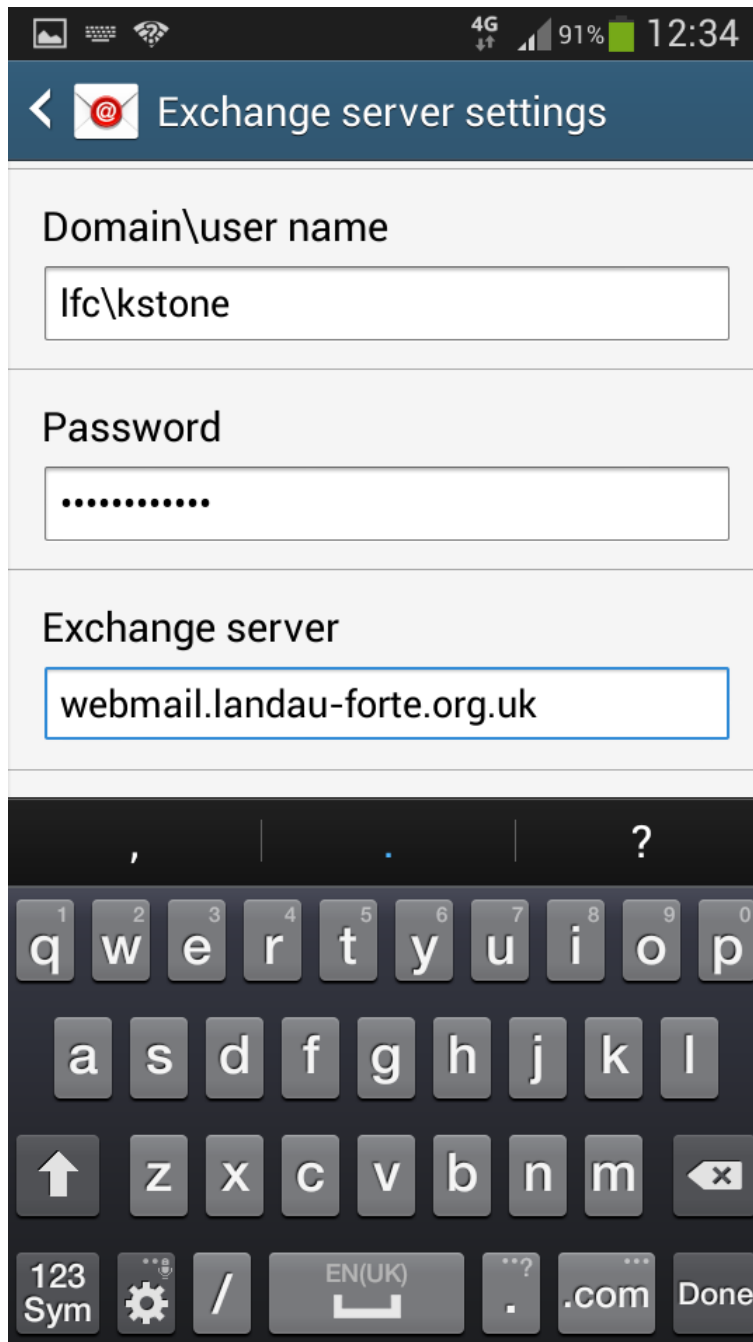 4G 91% 12:34
@ Exchange server settings
Domain\user name
lfc\kstone
Password
••••••••••••
Exchange server
webmail.landau-forte.org.uk
, . ?
1 2 3 4 5 6 7 8 9 0
q w e r t y u i o p
a s d f g h j k l
z x c v b n m
123 EN(UK) ?
Sym / . .com Done